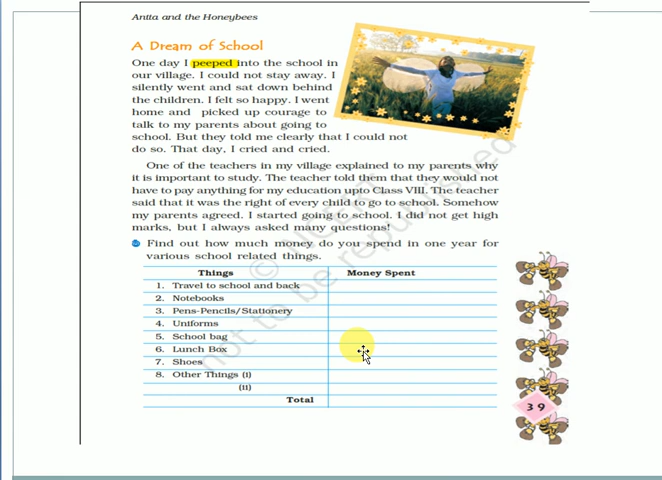 Anita and the Honeybees
A Dream of School
One day I peeped into the school in
our village. I could not stay away. I
silently went and sat down behind
the children. I felt so happy. I went
home and picked up courage to
talk to my parents about going to
school. But they told me clearly that I could not
do so. That day, I cried and cried.
One of the teachers in my village explained to my parents why
it is important to study. The teacher told them that they would not
have to pay anything for my education upto Class VIII. The teacher
said that it was the right of every child to go to school. Somehow
my parents agreed. I started going to school. I did not get high
marks, but I always asked many questions!
Find out how much money do you spend in one year for
various school related things.
Things Money Spent
1. Travel to school and back
2. Notebooks
3. Pens-Pencils/Stationery
4. Uniforms
5. School bag
6. Lunch Box
7. Shoes
8. Other Things (i)
(ii)
Total
39
© NCERT
not to be republished